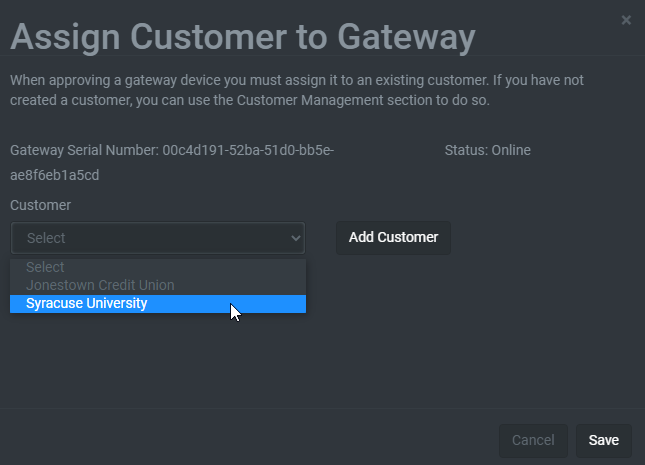 ×
Assign Customer to Gateway
When approving a gateway device you must assign it to an existing customer. If you have not
created a customer, you can use the Customer Management section to do so.
Gateway Serial Number: 00c4d191-52ba-51d0-bb5e-
ae8f6eb1a5cd
Status: Online
Customer
Select
Add Customer
Select
Jonestown Credit Union
Syracuse University
Cancel
Save